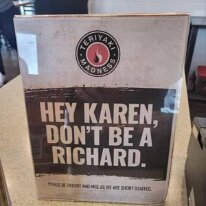 TERIYAKI
MADNESS
HEY KAREN,
DON'T BE A
RICHARD.
PLEASE BE PATIENT AND NICE AS WE ARE SHORT STAFFED.